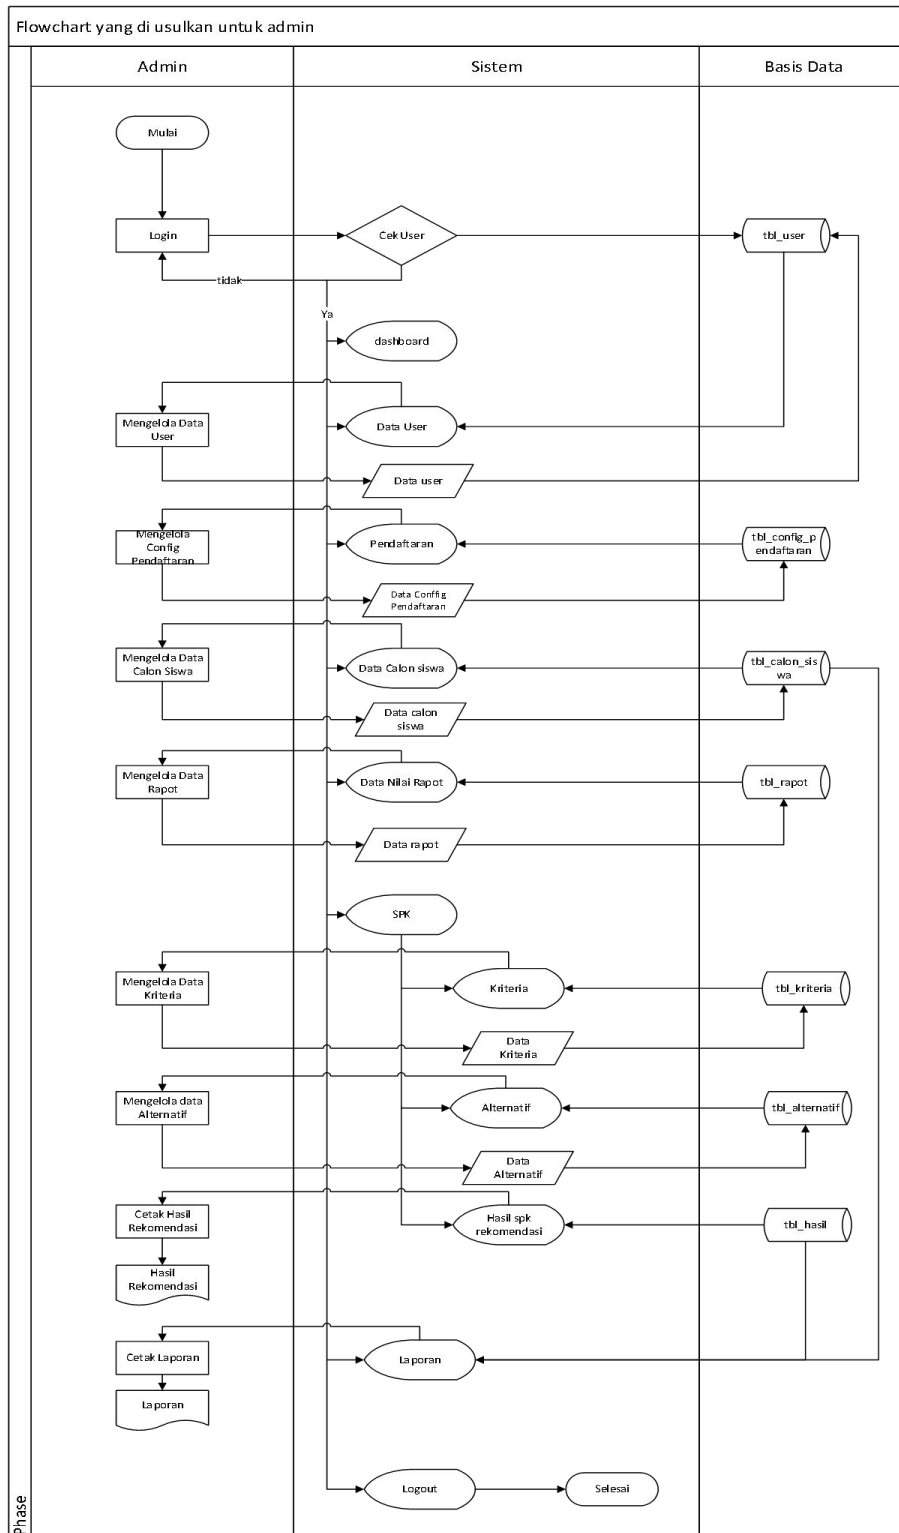 Flowchart yang di usulkan untuk admin
Admin
Sistem
Basis Data
Mulai
Login
Cek User
tbl_user
tidak
Ya
dashboard
Mengelola Data
User
Data User
Data user
Mengelola
Config
Pendaftaran
Pendaftaran
tbl_config_p
endaftaran
Data Conffig
Pendaftaran
Mengelola Data
Calon Siswa
Data Calon siswa
tbl_calon_sis
wa
Data calon
siswa
Mengelola Data
Rapot
Data Nilai Rapot
tbl_rapot
Data rapot
SPK
Mengelola Data
Kriteria
Kriteria
tbl_kriteria
Data
Kriteria
Mengelola data
Alternatif
Alternatif
tbl_alternatif
Data
Alternatif
Cetak Hasil
Rekomendasi
Hasil spk
rekomendasi
tbl_hasil
Hasil
Rekomendasi
Cetak Laporan
Laporan
Laporan
Logout
Selesai
Phase